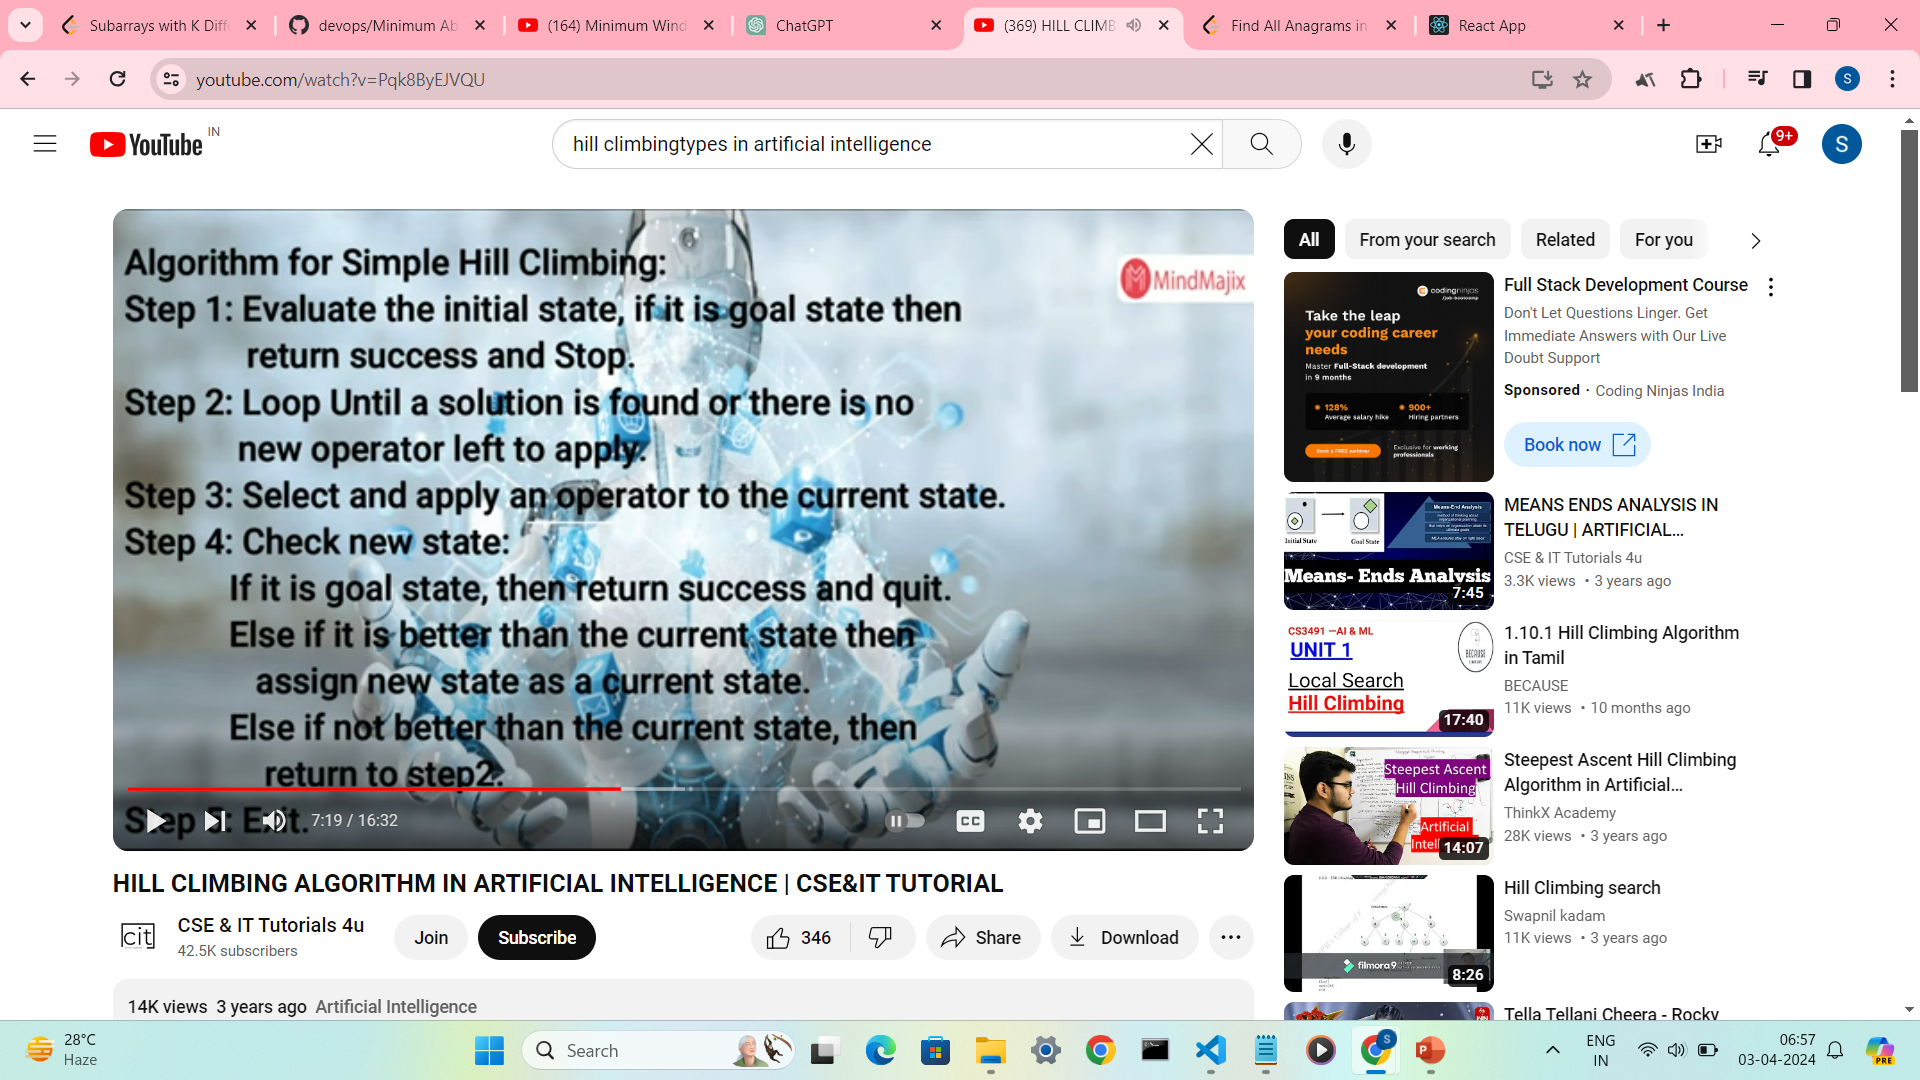 Subarrays with K Diff
devops/Minimum Ab
(164) Minimum Wind
ChatGPT
(369) HILL CLIMB
Find All Anagrams in
React App
youtube.com/watch?v=Pqk8ByEJVQU
S
YouTube IN
hill climbingtypes in artificial intelligence
9+
S
Algorithm for Simple Hill Climbing:
MindMajix
Step 1: Evaluate the initial state, if it is goal state then
return success and Stop.
Step 2: Loop Until a solution is found or there is no
new operator left to apply.
Step 3: Select and apply an operator to the current state.
Step 4: Check new state:
If it is goal state, then return success and quit.
Else if it is better than the current state then
assign new state as a current state.
Else if not better than the current state, then
return to step2.
Step 5: Exit.
7:19 / 16:32
CC
HILL CLIMBING ALGORITHM IN ARTIFICIAL INTELLIGENCE | CSE&IT TUTORIAL
cit
CSE & IT Tutorials 4u
42.5K subscribers
Join
Subscribe
346
Share
Download
14K views 3 years ago Artificial Intelligence
All
From your search
Related
For you
codingninjas
Take the leap
your coding career
needs
Master Full-Stack development
in 9 months
128%
Average salary hike
900+
Hiring partners
Book a FREE webinar
Exclusive for working
professionals
Full Stack Development Course
Don't Let Questions Linger. Get
Immediate Answers with Our Live
Doubt Support
Sponsored · Coding Ninjas India
Book now
Means-End Analysis
Initial State
Goal State
Means- Ends Analysis
7:45
MEANS ENDS ANALYSIS IN
TELUGU | ARTIFICIAL...
CSE & IT Tutorials 4u
3.3K views • 3 years ago
CS3491 —AI & ML
UNIT 1
Local Search
Hill Climbing
BECAUSE
17:40
1.10.1 Hill Climbing Algorithm
in Tamil
BECAUSE
11K views • 10 months ago
Steepest Ascent
Hill Climbing
Artificial
Intell
14:07
Steepest Ascent Hill Climbing
Algorithm in Artificial...
ThinkX Academy
28K views • 3 years ago
filmora9
8:26
Hill Climbing search
Swapnil kadam
11K views • 3 years ago
Tella Tellani Cheera - Rocky
28°C
Haze
Search
S
ENG
IN
06:57
03-04-2024
PRE